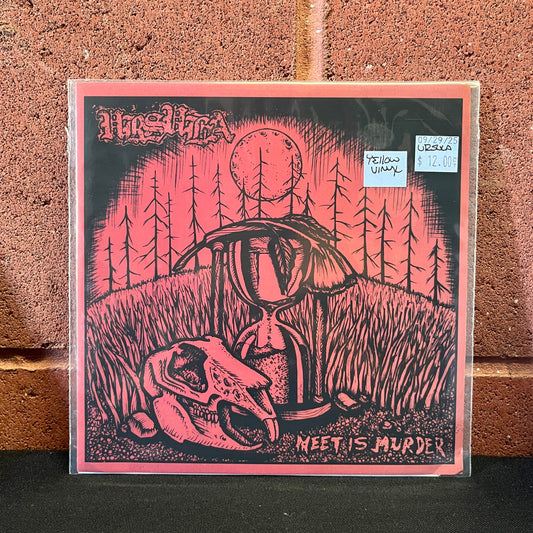 URSULA
YELLOW
VINYL
09/29/25
URSULA
$ 12.00
MEET IS MURDER